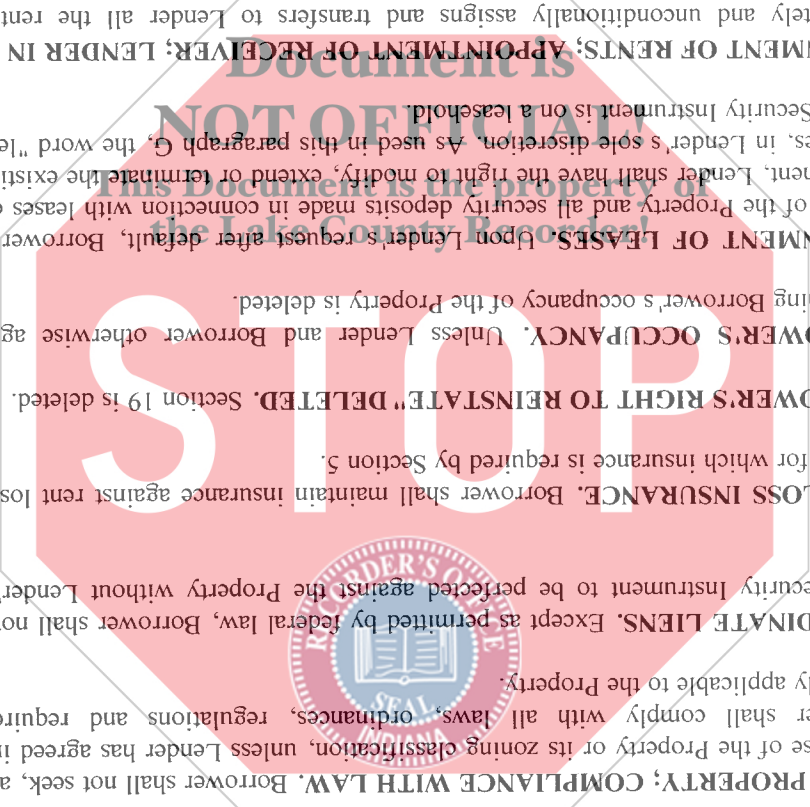 Document is
NOT OFFICIAL!
This Document is the property of
the Lake County Recorder!
STOP
RECORDER'S OFFICE
SEAL
INDIANA
PROPERTY; COMPLIANCE WITH LAW. Borrower shall not seek, a
se of the Property or its zoning classification, unless Lender has agreed in
er shall comply with all laws, ordinances, regulations and require
ly applicable to the Property.
DINATE LIENS. Except as permitted by federal law, Borrower shall no
ecurity Instrument to be perfected against the Property without Lender'
LOSS INSURANCE. Borrower shall maintain insurance against rent los
for which insurance is required by Section 5.
OWER'S RIGHT TO REINSTATE" DELETED. Section 19 is deleted.
OWER'S OCCUPANCY. Unless Lender and Borrower otherwise ag
ing Borrower's occupancy of the Property is deleted.
NMENT OF LEASES. Upon Lender's request after default, Borrower
of the Property and all security deposits made in connection with leases o
nent, Lender shall have the right to modify, extend or terminate the existi
es, in Lender's sole discretion. As used in this paragraph G, the word "le
Security Instrument is on a leasehold.
NMENT OF RENTS; APPOINTMENT OF RECEIVER; LENDER IN
tely and unconditionally assigns and transfers to Lender all the rent